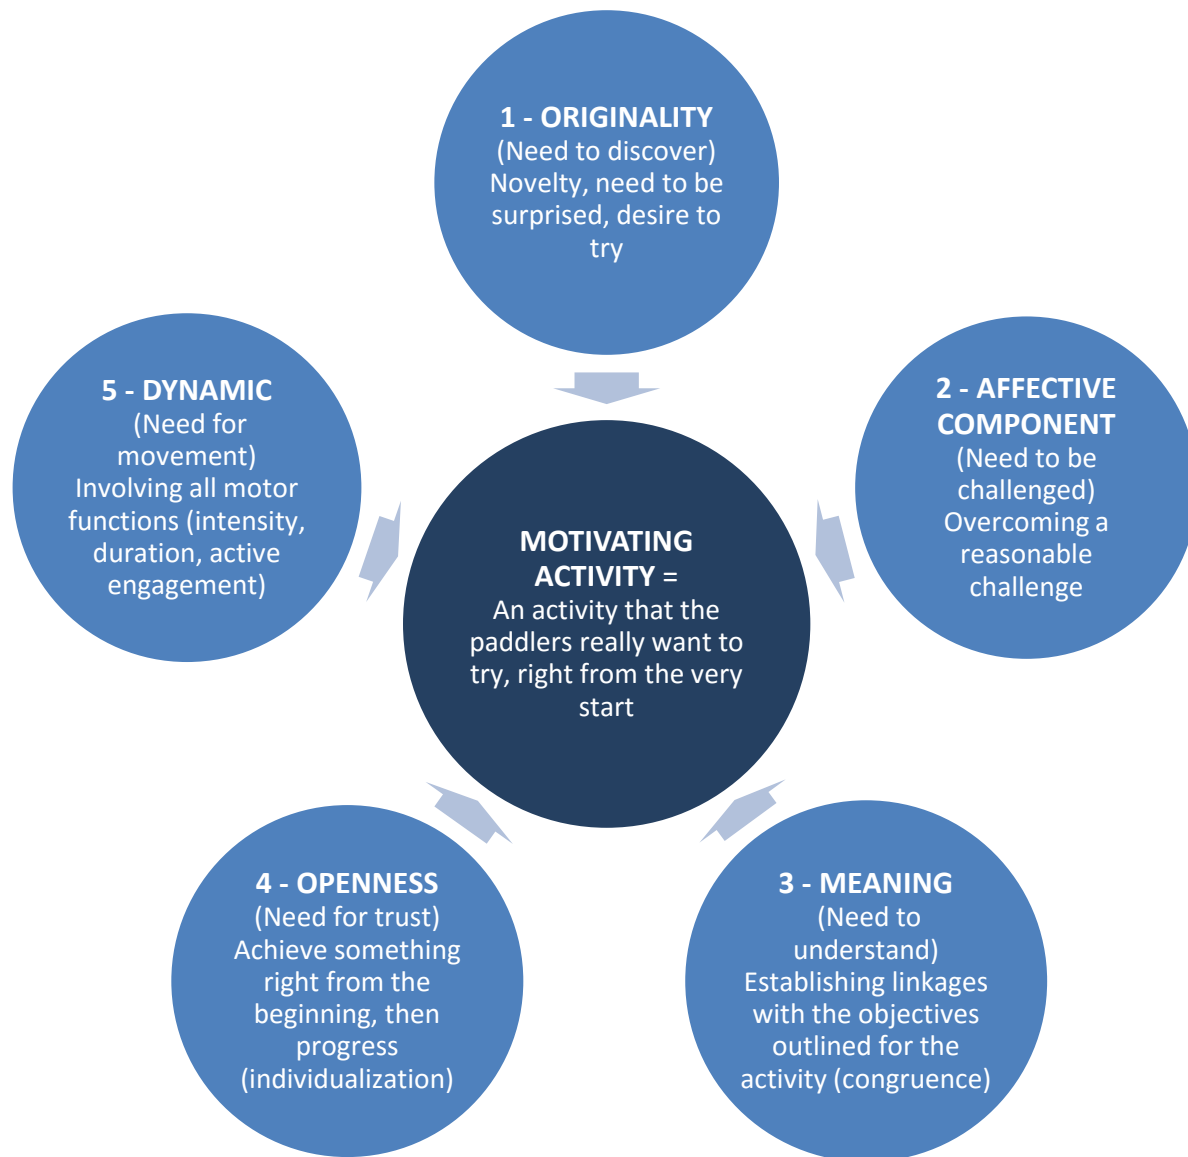 1 - ORIGINALITY
(Need to discover)
Novelty, need to be
surprised, desire to
try
2 - AFFECTIVE
COMPONENT
(Need to be
challenged)
Overcoming a
reasonable
challenge
3 - MEANING
(Need to
understand)
Establishing linkages
with the objectives
outlined for the
activity (congruence)
4 - OPENNESS
(Need for trust)
Achieve something
right from the
beginning, then
progress
(individualization)
5 - DYNAMIC
(Need for
movement)
Involving all motor
functions (intensity,
duration, active
engagement)
MOTIVATING
ACTIVITY =
An activity that the
paddlers really want to
try, right from the very
start